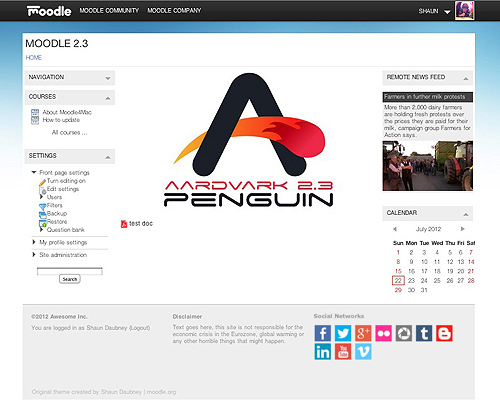 moodle MOODLE COMMUNITY MOODLE COMPANY SHAUN
MOODLE 2.3
HOME
NAVIGATION
COURSES
About Moodle4Mac
How to update
All courses ...
SETTINGS
Front page settings
Turn editing on
Edit settings
Users
Filters
Backup
Restore
Question bank
My profile settings
Site administration
Search
AARDVARK 2.3
PENGUIN
test doc
REMOTE NEWS FEED
Farmers in further milk protests
More than 2,000 dairy farmers
are holding fresh protests over
the prices they are paid for their
milk, campaign group Farmers for
Action says.
CALENDAR
July 2012
Sun Mon Tue Wed Thu Fri Sat
1 2 3 4 5 6 7
8 9 10 11 12 13 14
15 16 17 18 19 20 21
22 23 24 25 26 27 28
29 30 31
©2012 Awesome Inc.
You are logged in as Shaun Daubney (Logout)
Disclaimer
Text goes here, this site is not responsible for the
economic crisis in the Eurozone, global warming or
any other horrible things that might happen.
Social Networks
Original theme created by Shaun Daubney | moodle.org